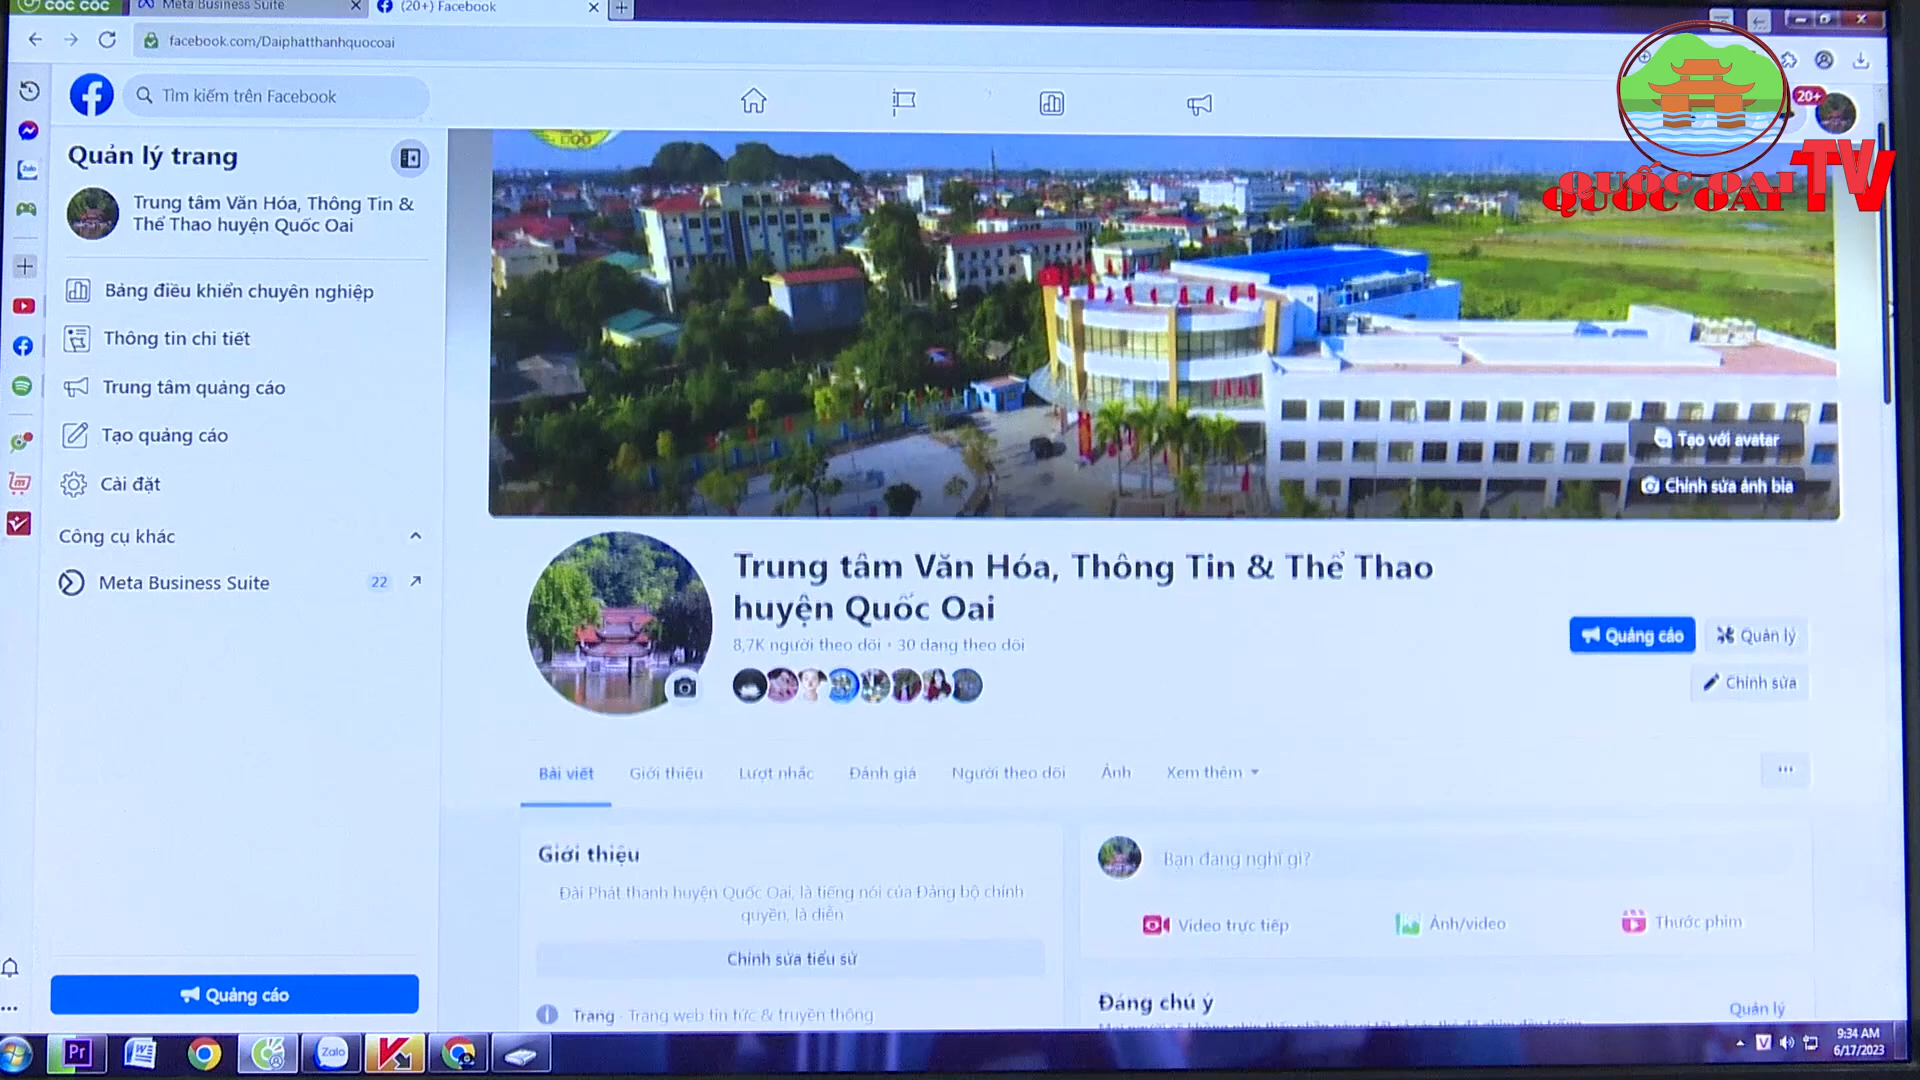 CỐC CỐC
Meta Business Suite
(20+) Facebook
facebook.com/Daiphatthanhquocoai
Tìm kiếm trên Facebook
20+
QUỐC OAI TV
Quản lý trang
Trung tâm Văn Hóa, Thông Tin &
Thể Thao huyện Quốc Oai
Bảng điều khiển chuyên nghiệp
Thông tin chi tiết
Trung tâm quảng cáo
Tạo quảng cáo
Cài đặt
Công cụ khác
Meta Business Suite 22
Quảng cáo
Tạo với avatar
Chỉnh sửa ảnh bìa
Trung tâm Văn Hóa, Thông Tin & Thể Thao
huyện Quốc Oai
8,7K người theo dõi • 30 đang theo dõi
Quảng cáo
Quản lý
Chỉnh sửa
Bài viết
Giới thiệu
Lượt nhắc
Đánh giá
Người theo dõi
Ảnh
Xem thêm
Giới thiệu
Đài Phát thanh huyện Quốc Oai, là tiếng nói của Đảng bộ chính
quyền, là diễn
Chỉnh sửa tiểu sử
Trang · Trang web tin tức & truyền thông
Bạn đang nghĩ gì?
Video trực tiếp
Ảnh/video
Thước phim
Đáng chú ý
Quản lý
Pr
Zalo
V
9:34 AM
6/17/2023